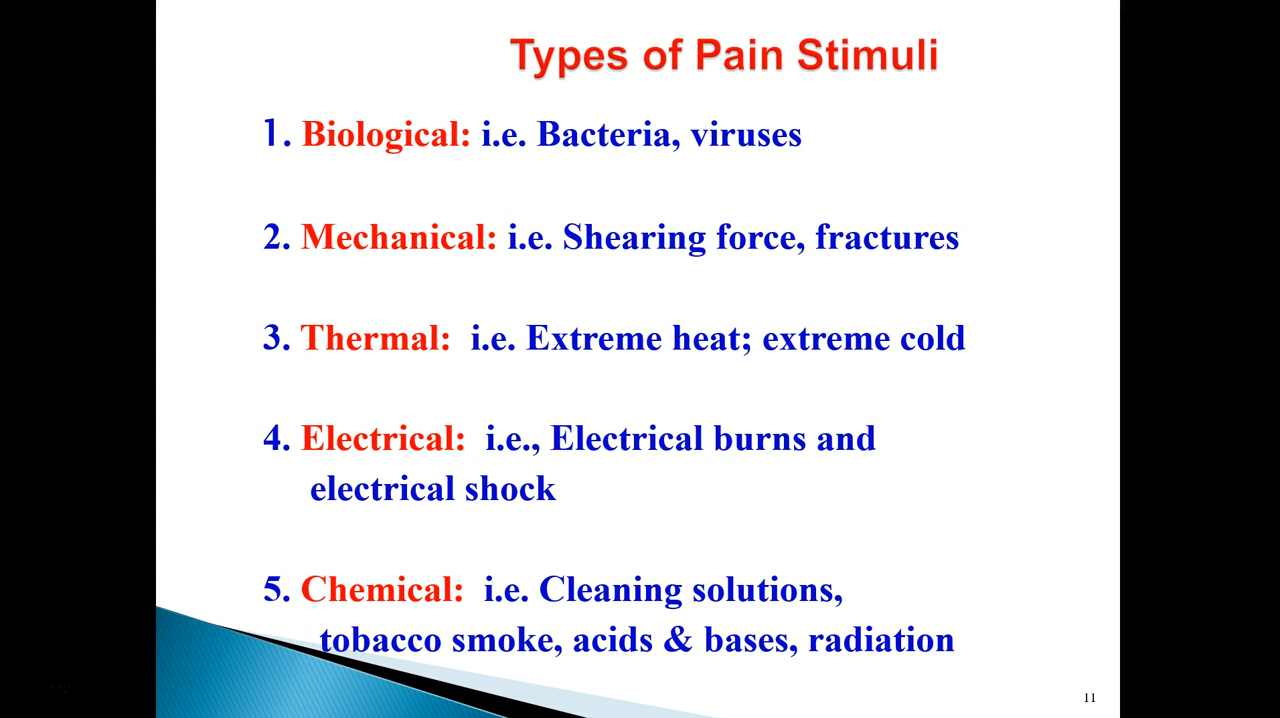 Types of Pain Stimuli
1. Biological: i.e. Bacteria, viruses
2. Mechanical: i.e. Shearing force, fractures
3. Thermal: i.e. Extreme heat; extreme cold
4. Electrical: i.e., Electrical burns and
electrical shock
5. Chemical: i.e. Cleaning solutions,
tobacco smoke, acids & bases, radiation
11